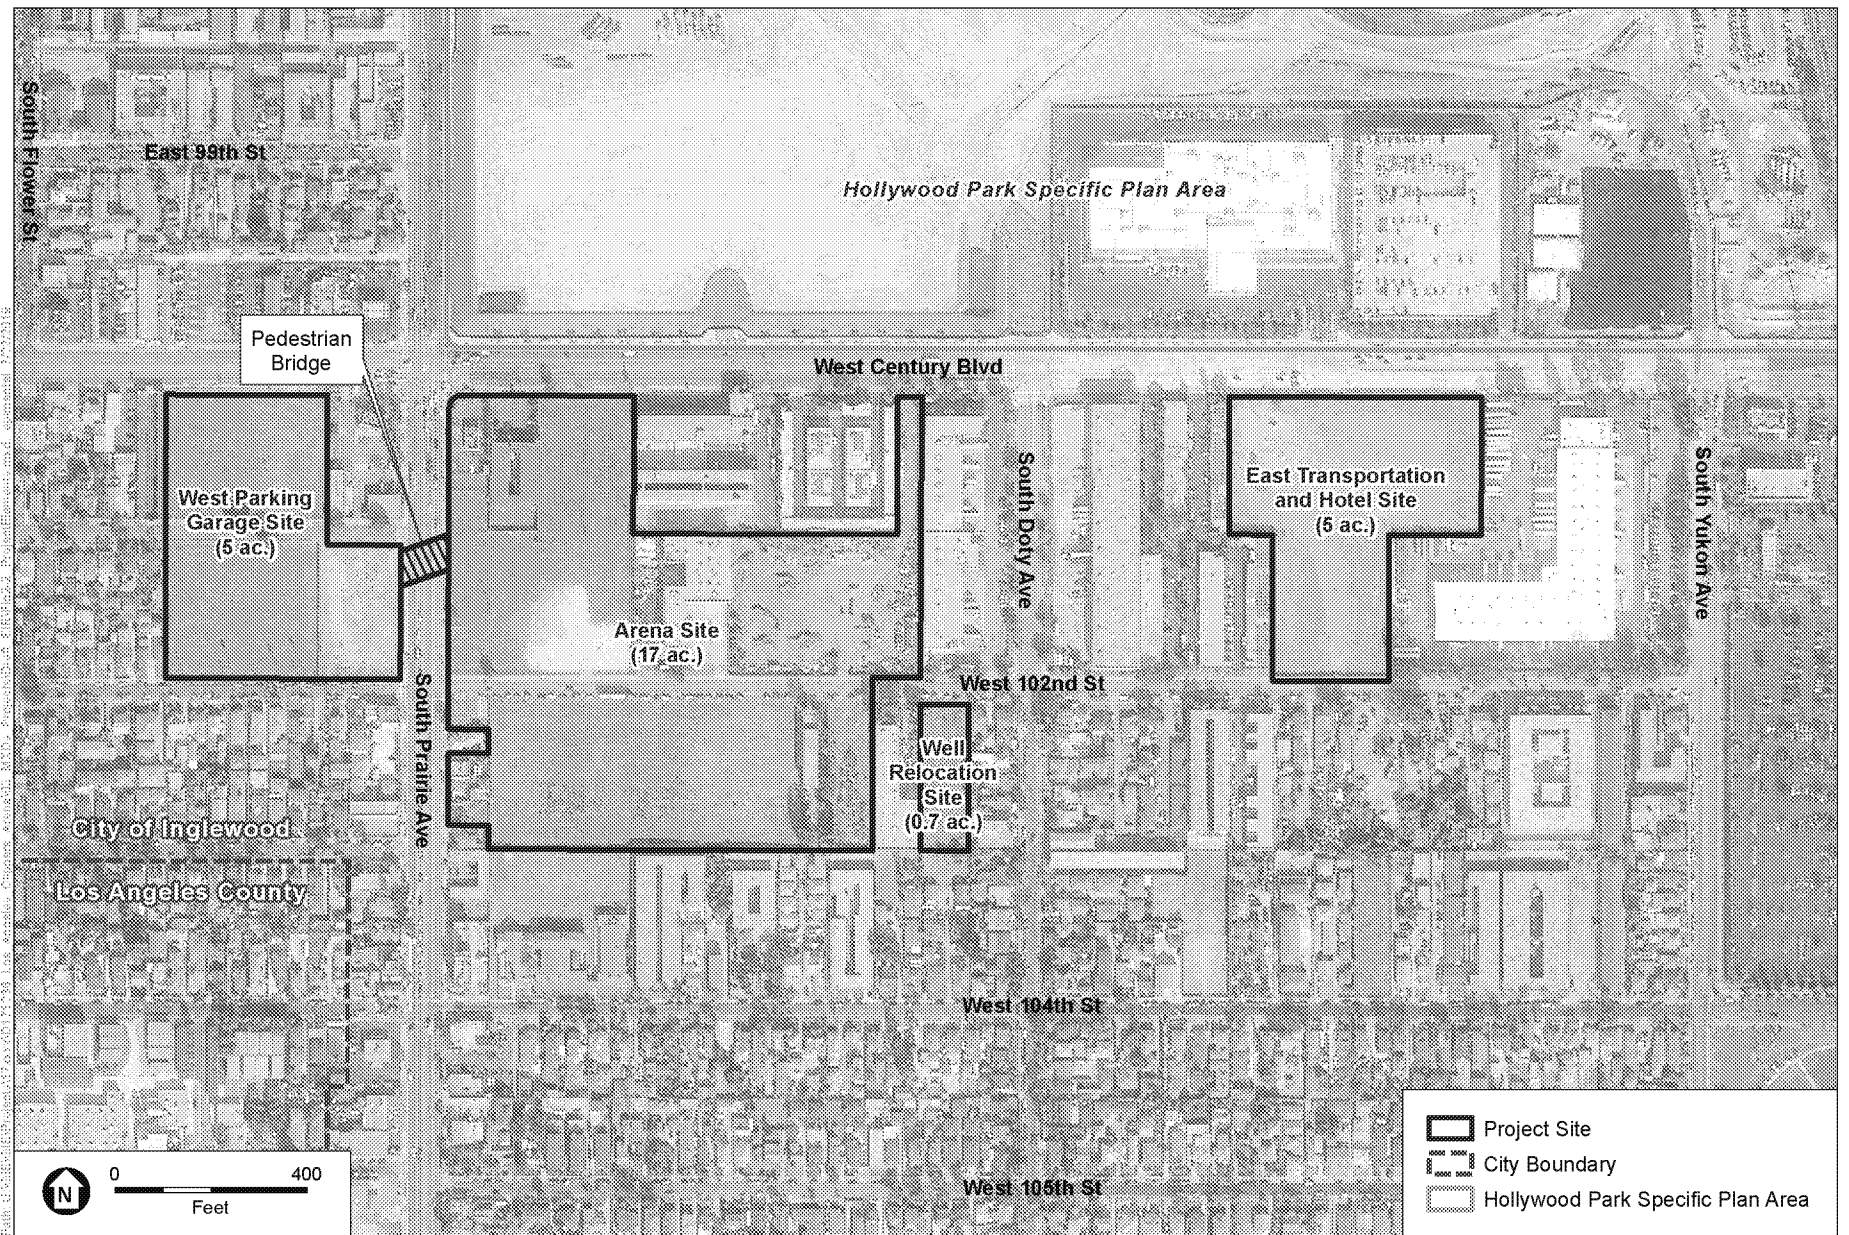 South Flower St
East 99th St
Hollywood Park Specific Plan Area
Pedestrian
Bridge
West Century Blvd
West Parking
Garage Site
(5 ac.)
South Doty Ave
East Transportation
and Hotel Site
(5 ac.)
South Yukon Ave
Arena Site
(17 ac.)
West 102nd St
South Prairie Ave
Well
Relocation
Site
(0.7 ac.)
City of Inglewood
Los Angeles County
West 104th St
West 105th St
N
0 400
Feet
Project Site
City Boundary
Hollywood Park Specific Plan Area